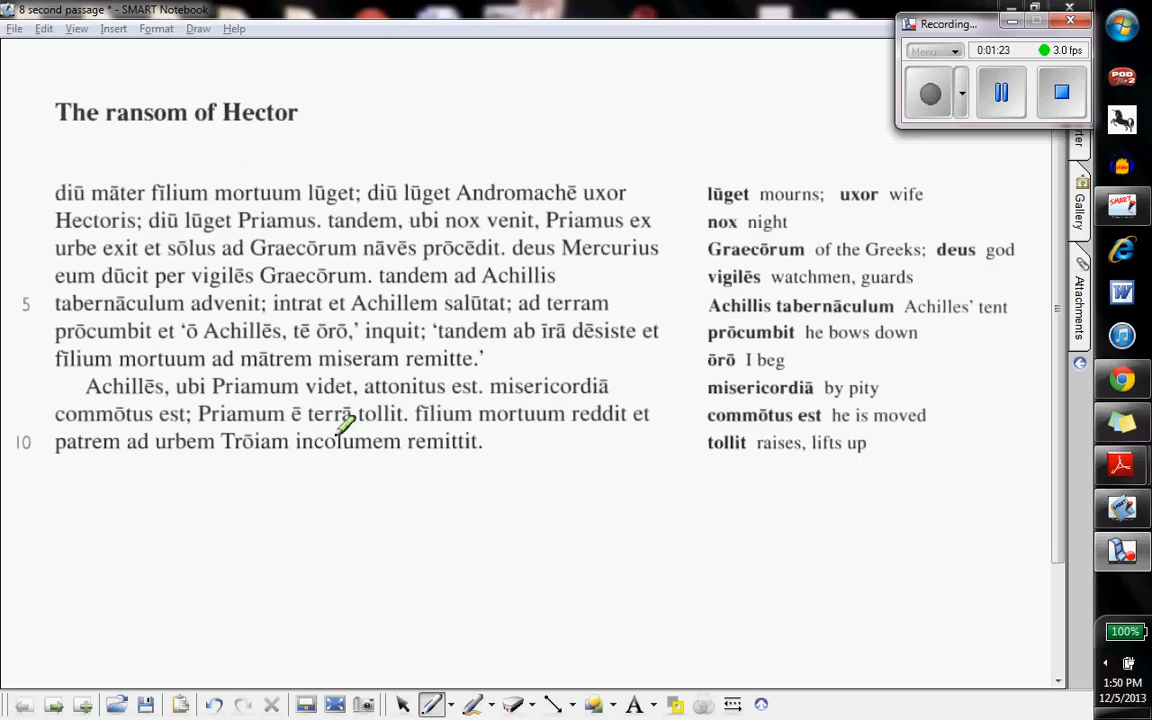 8 second passage * - SMART Notebook
File Edit View Insert Format Draw Help
Recording...
Menu
0:01:23
3.0 fps
The ransom of Hector
diū māter fīlium mortuum lūget; diū lūget Andromachē uxor
Hectoris; diū lūget Priamus. tandem, ubi nox venit, Priamus ex
urbe exit et sōlus ad Graecōrum nāvēs prōcēdit. deus Mercurius
eum dūcit per vigilēs Graecōrum. tandem ad Achillis
5 tabernāculum advenit; intrat et Achillem salūtat; ad terram
prōcumbit et ‘ō Achillēs, tē ōrō,’ inquit; ‘tandem ab īrā dēsiste et
fīlium mortuum ad mātrem miseram remitte.’
Achillēs, ubi Priamum videt, attonitus est. misericordiā
commōtus est; Priamum ē terrā tollit. fīlium mortuum reddit et
10 patrem ad urbem Trōiam incolumem remittit.
lūget mourns; uxor wife
nox night
Graecōrum of the Greeks; deus god
vigilēs watchmen, guards
Achillis tabernāculum Achilles’ tent
prōcumbit he bows down
ōrō I beg
misericordiā by pity
commōtus est he is moved
tollit raises, lifts up
Gallery
Attachments
POD
SMART
W
100%
1:50 PM
12/5/2013
A